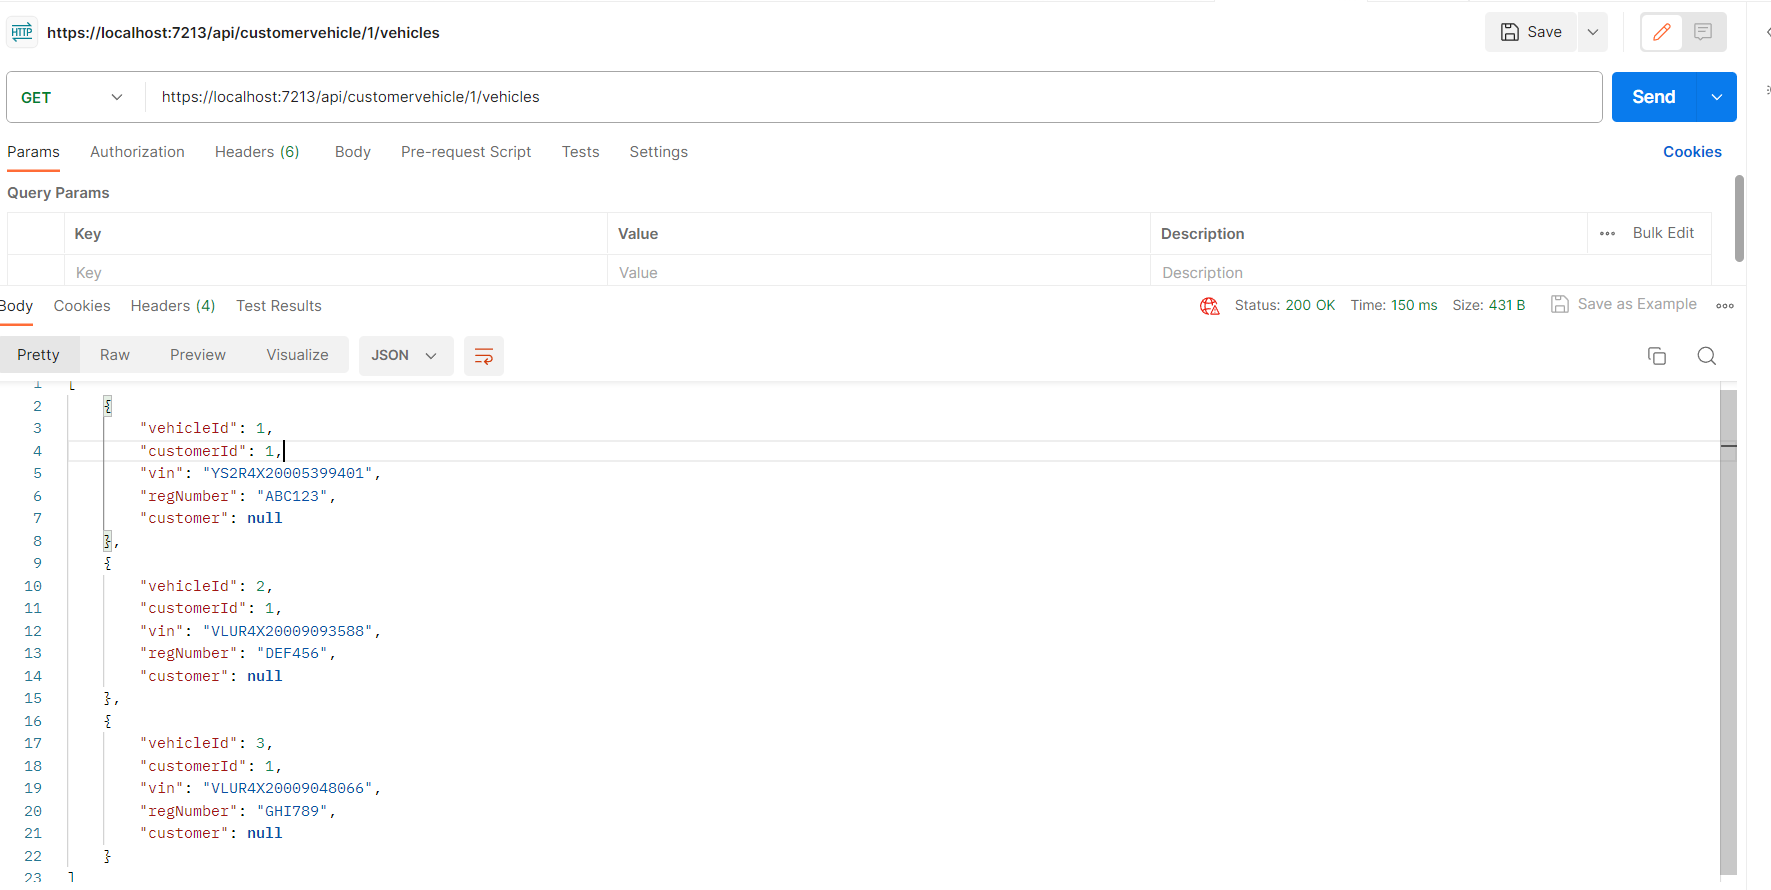 HTTP https://localhost:7213/api/customervehicle/1/vehicles Save
GET https://localhost:7213/api/customervehicle/1/vehicles Send
Params Authorization Headers (6) Body Pre-request Script Tests Settings Cookies
Query Params
Key Value Description Bulk Edit
Key Value Description
Body Cookies Headers (4) Test Results Status: 200 OK Time: 150 ms Size: 431 B Save as Example
Pretty Raw Preview Visualize JSON
1 [
2 {
3 "vehicleId": 1,
4 "customerId": 1,
5 "vin": "YS2R4X20005399401",
6 "regNumber": "ABC123",
7 "customer": null
8 },
9 {
10 "vehicleId": 2,
11 "customerId": 1,
12 "vin": "VLUR4X20009093588",
13 "regNumber": "DEF456",
14 "customer": null
15 },
16 {
17 "vehicleId": 3,
18 "customerId": 1,
19 "vin": "VLUR4X20009048066",
20 "regNumber": "GHI789",
21 "customer": null
22 }
23 ]